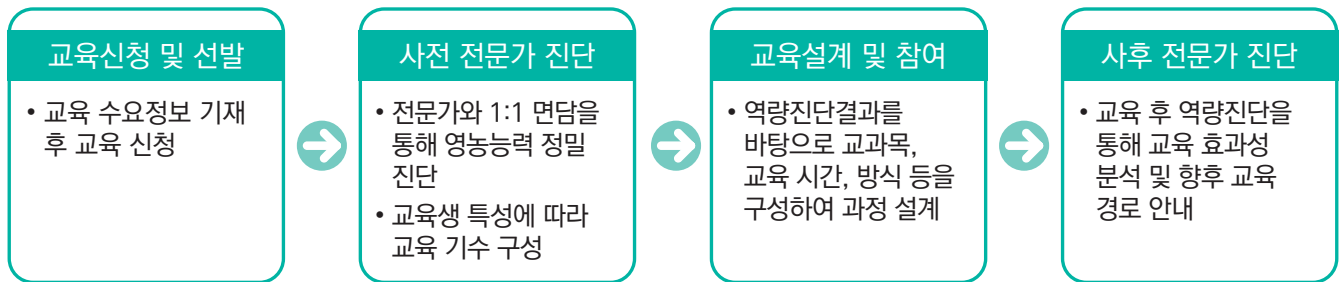 교육신청 및 선발
• 교육 수요정보 기재
후 교육 신청
사전 전문가 진단
• 전문가와 1:1 면담을
통해 영농능력 정밀
진단
• 교육생 특성에 따라
교육 기수 구성
교육설계 및 참여
• 역량진단결과를
바탕으로 교과목,
교육 시간, 방식 등을
구성하여 과정 설계
사후 전문가 진단
• 교육 후 역량진단을
통해 교육 효과성
분석 및 향후 교육
경로 안내